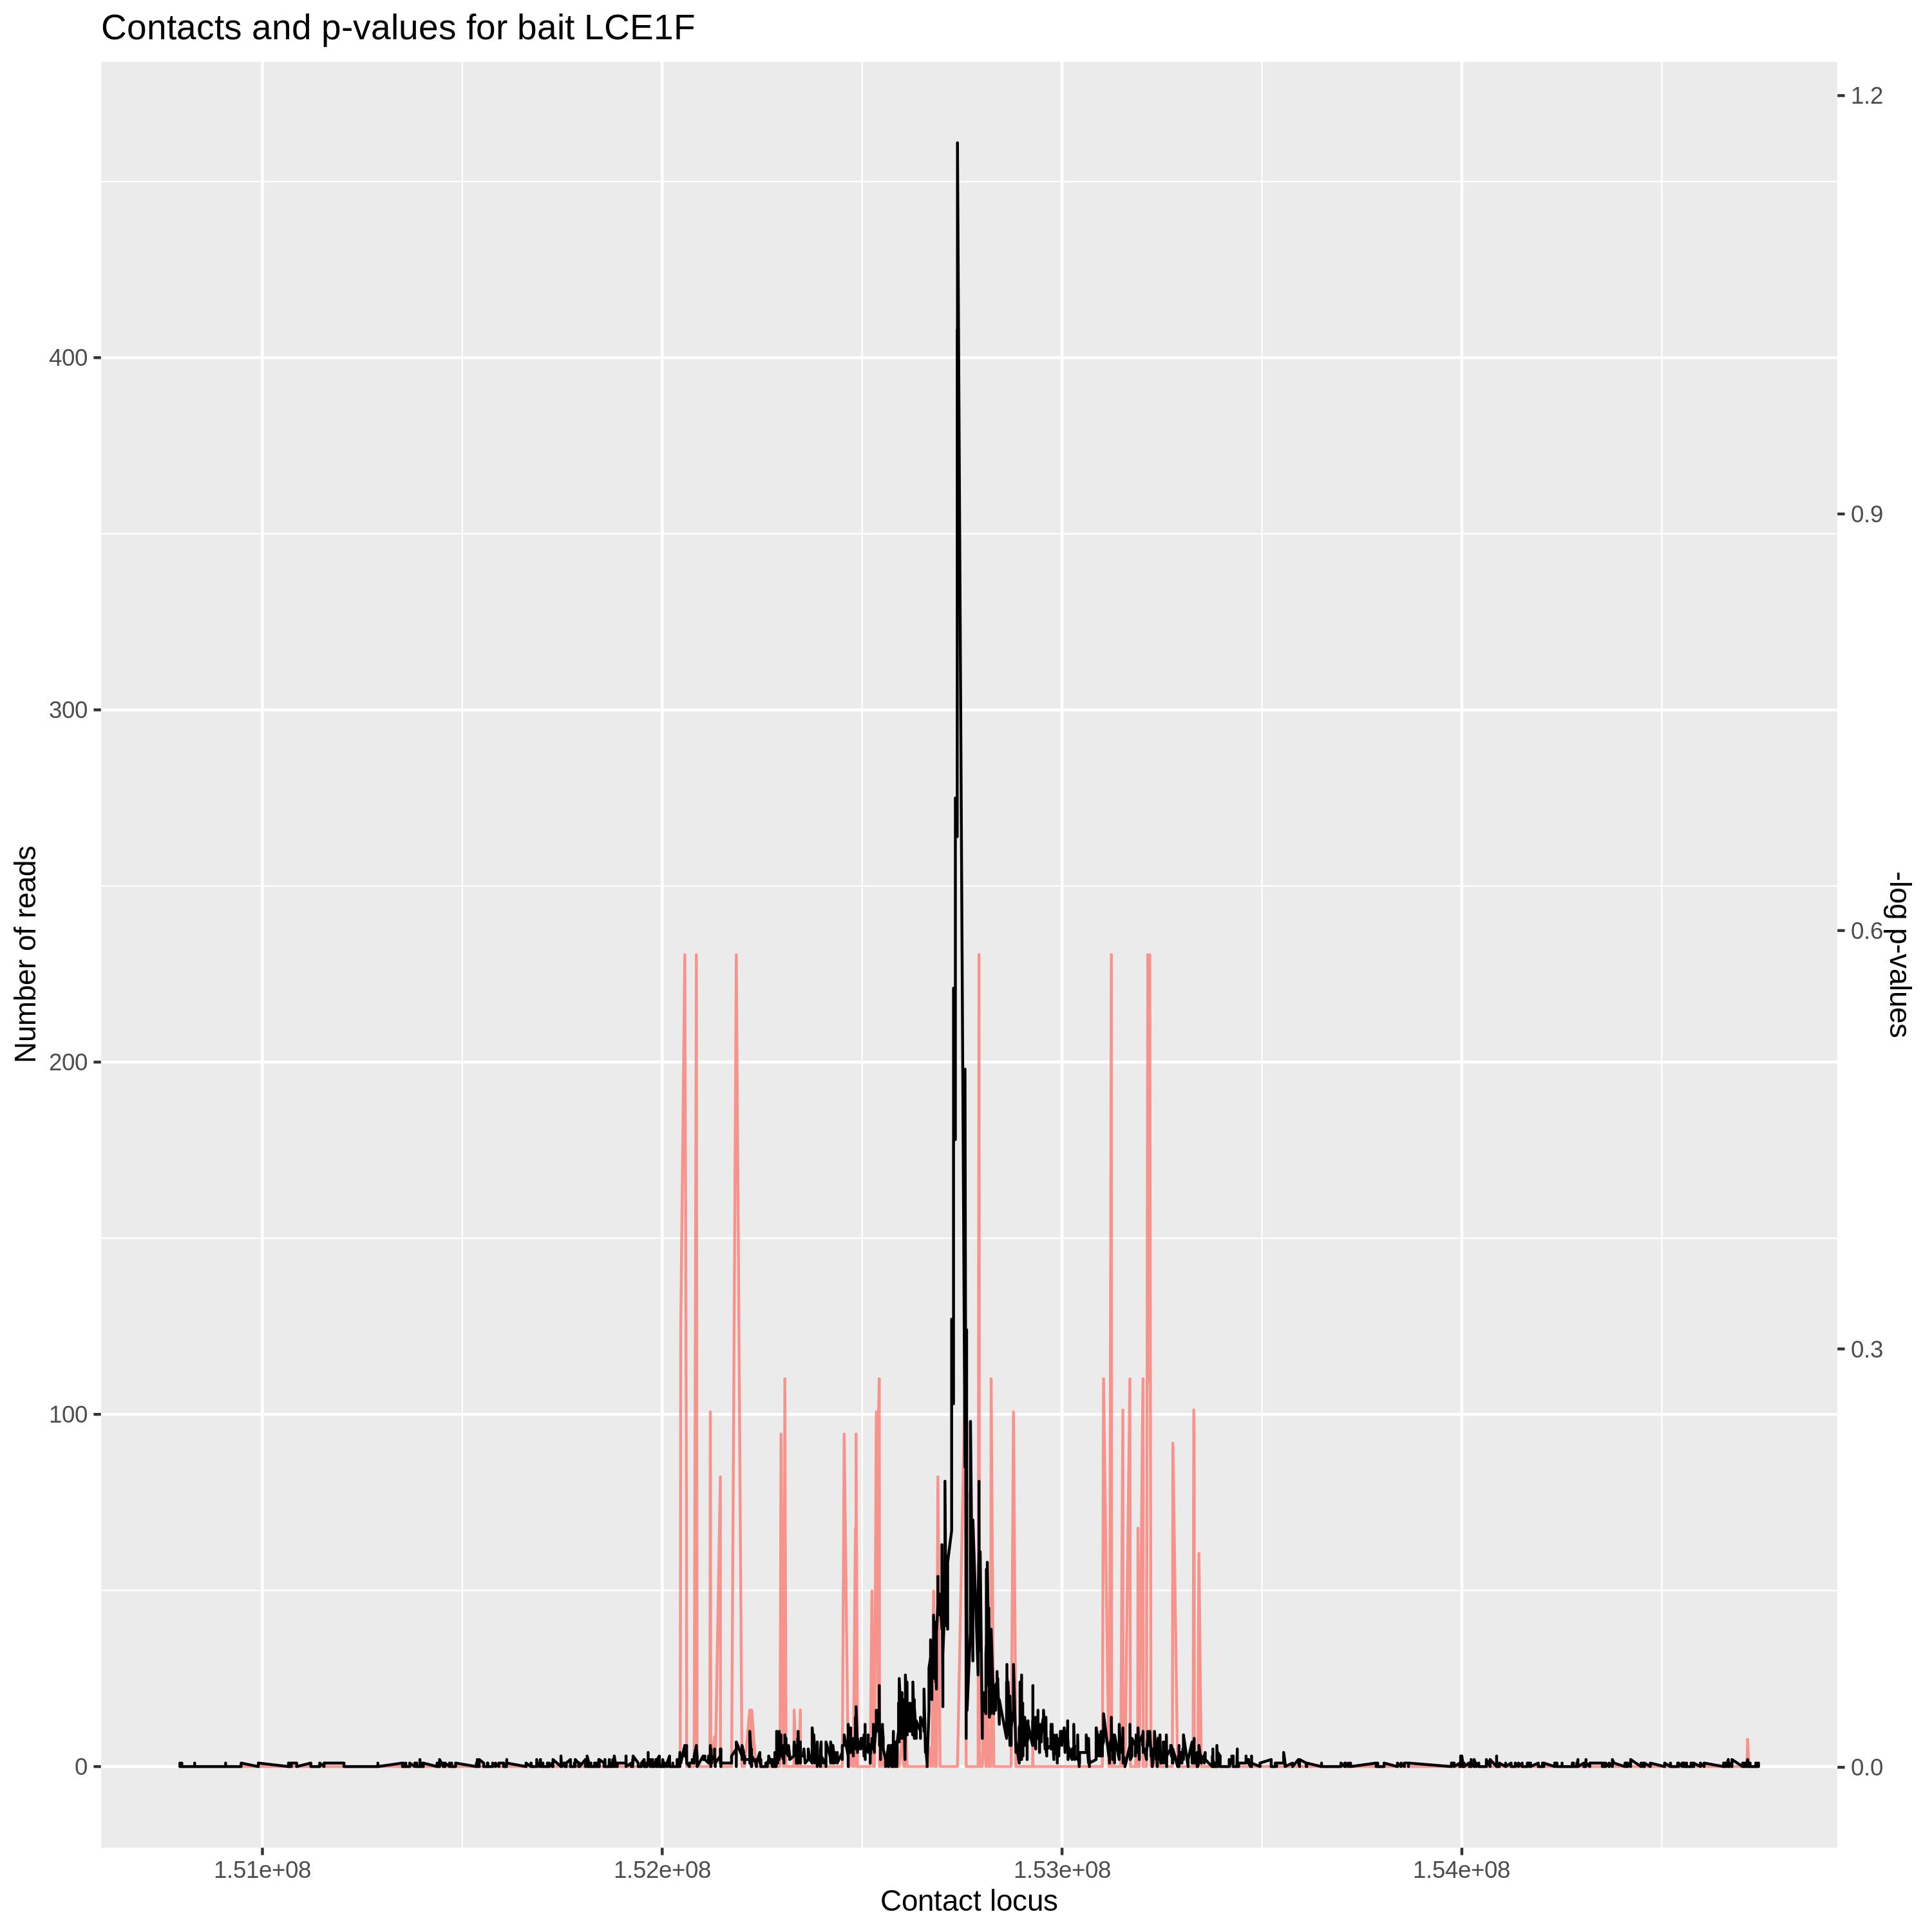 Contacts and p-values for bait LCE1F
1.2
400
0.9
300
0.6
Number of reads
-log p-values
200
0.3
100
0
0.0
1.51e+08
1.52e+08
1.53e+08
1.54e+08
Contact locus